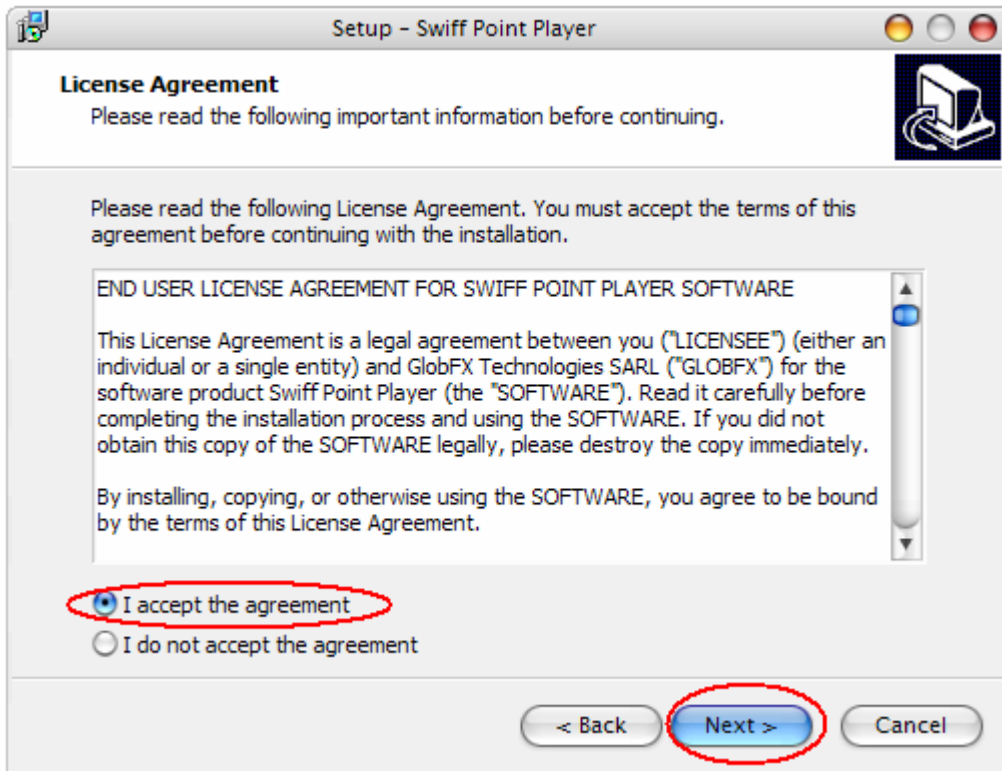 Setup - Swiff Point Player
License Agreement
Please read the following important information before continuing.
Please read the following License Agreement. You must accept the terms of this
agreement before continuing with the installation.
END USER LICENSE AGREEMENT FOR SWIFF POINT PLAYER SOFTWARE
This License Agreement is a legal agreement between you ("LICENSEE") (either an
individual or a single entity) and GlobFX Technologies SARL ("GLOBFX") for the
software product Swiff Point Player (the "SOFTWARE"). Read it carefully before
completing the installation process and using the SOFTWARE. If you did not
obtain this copy of the SOFTWARE legally, please destroy the copy immediately.
By installing, copying, or otherwise using the SOFTWARE, you agree to be bound
by the terms of this License Agreement.
I accept the agreement
I do not accept the agreement
< Back Next > Cancel